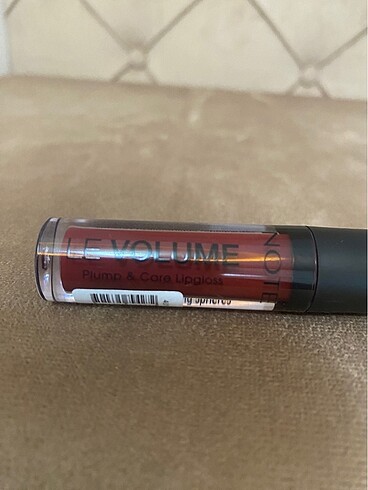 LE VOLUME
Plump & Care Lipgloss
spheres
NOTE